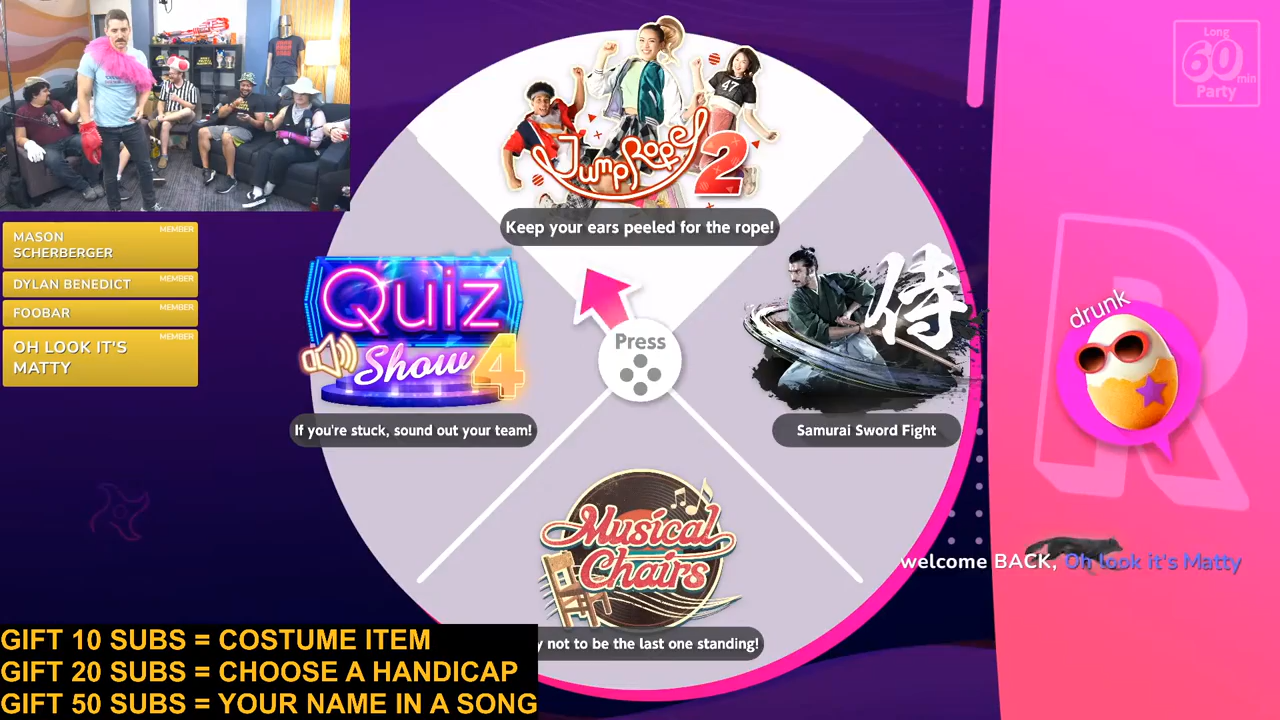 Long
60 min
Party
47
Jump Rope 2
Keep your ears peeled for the rope!
Quiz
Show 4
If you're stuck, sound out your team!
Press
侍
Samurai Sword Fight
Musical
Chairs
y not to be the last one standing!
MEMBER
MASON
SCHERBERGER
MEMBER
DYLAN BENEDICT
MEMBER
FOOBAR
MEMBER
OH LOOK IT'S
MATTY
drunk
R
welcome BACK, Oh look it's Matty
GIFT 10 SUBS = COSTUME ITEM
GIFT 20 SUBS = CHOOSE A HANDICAP
GIFT 50 SUBS = YOUR NAME IN A SONG